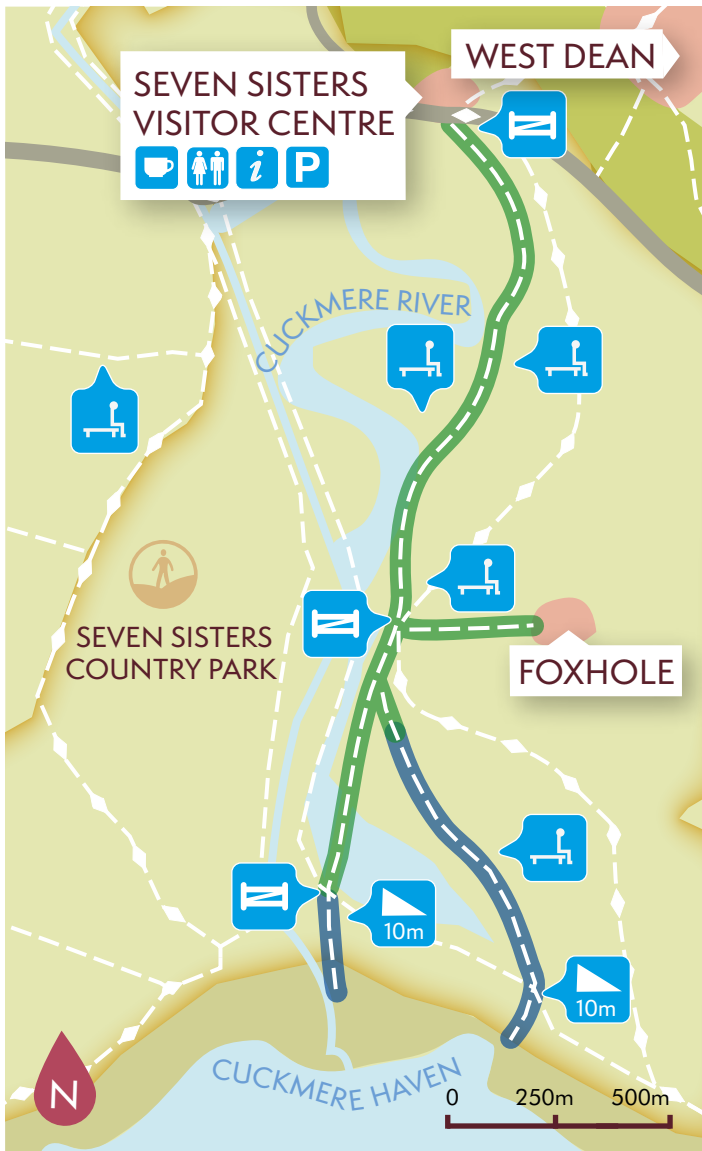 WEST DEAN
SEVEN SISTERS
VISITOR CENTRE
i
P
CUCKMERE RIVER
SEVEN SISTERS
COUNTRY PARK
FOXHOLE
10m
10m
N
CUCKMERE HAVEN
0 250m 500m